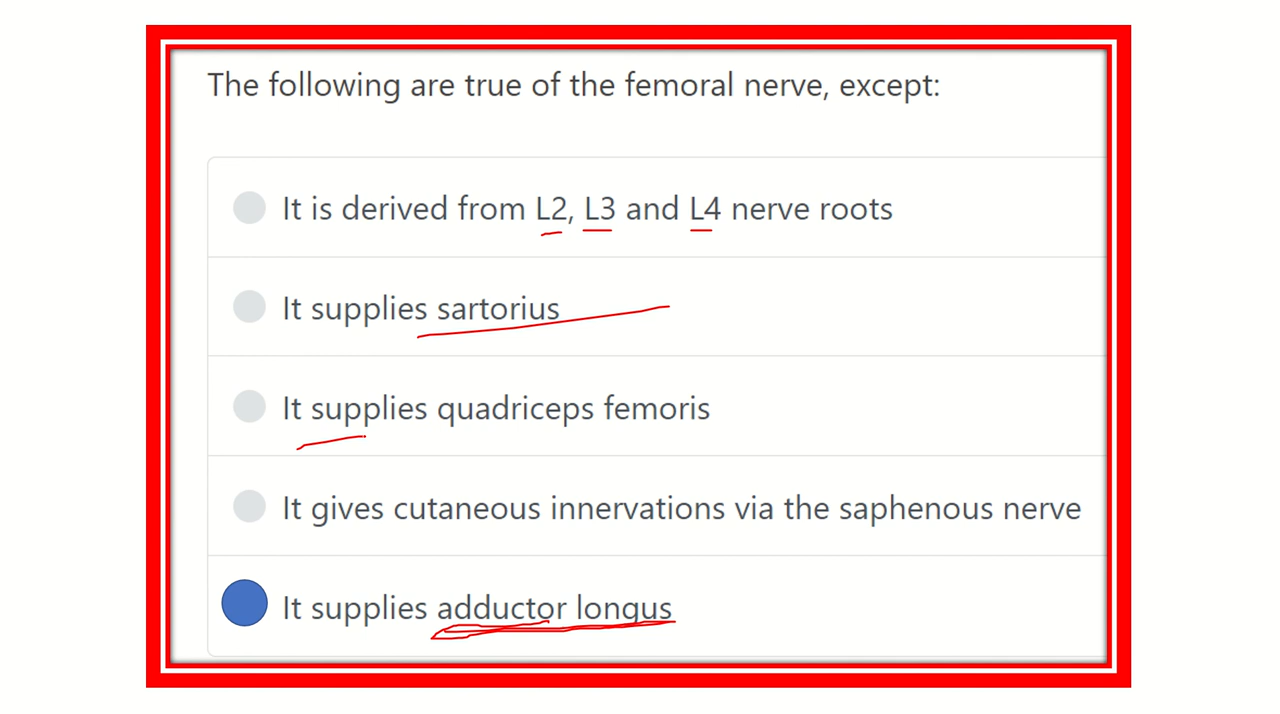 The following are true of the femoral nerve, except:
It is derived from L2, L3 and L4 nerve roots
It supplies sartorius
It supplies quadriceps femoris
It gives cutaneous innervations via the saphenous nerve
It supplies adductor longus